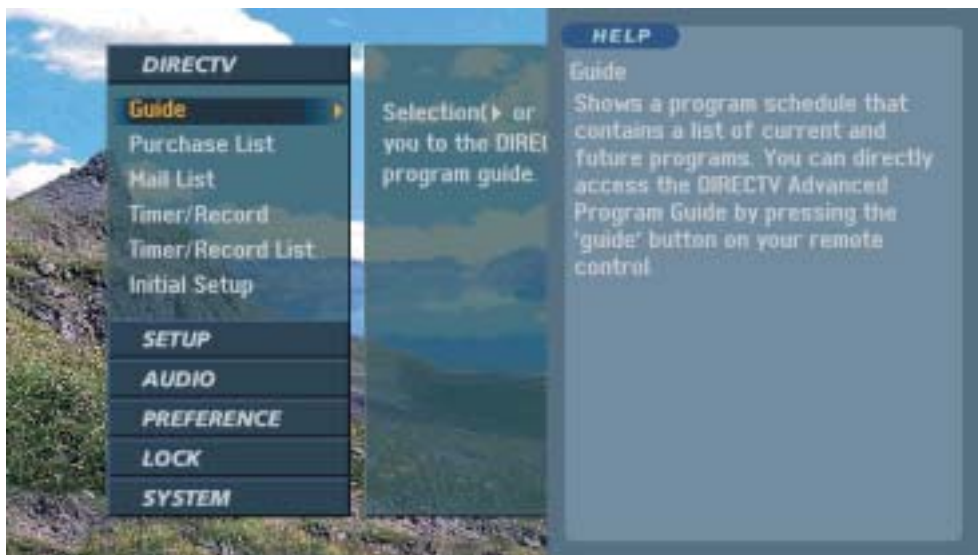 DIRECTV
Guide
Purchase List
Mail List
Timer/Record
Timer/Record List
Initial Setup
SETUP
AUDIO
PREFERENCE
LOCK
SYSTEM
Selection(▶ or
you to the DIRE
program guide
HELP
Guide
Shows a program schedule that
contains a list of current and
future programs. You can directly
access the DIRECTV Advanced
Program Guide by pressing the
'guide' button on your remote
control